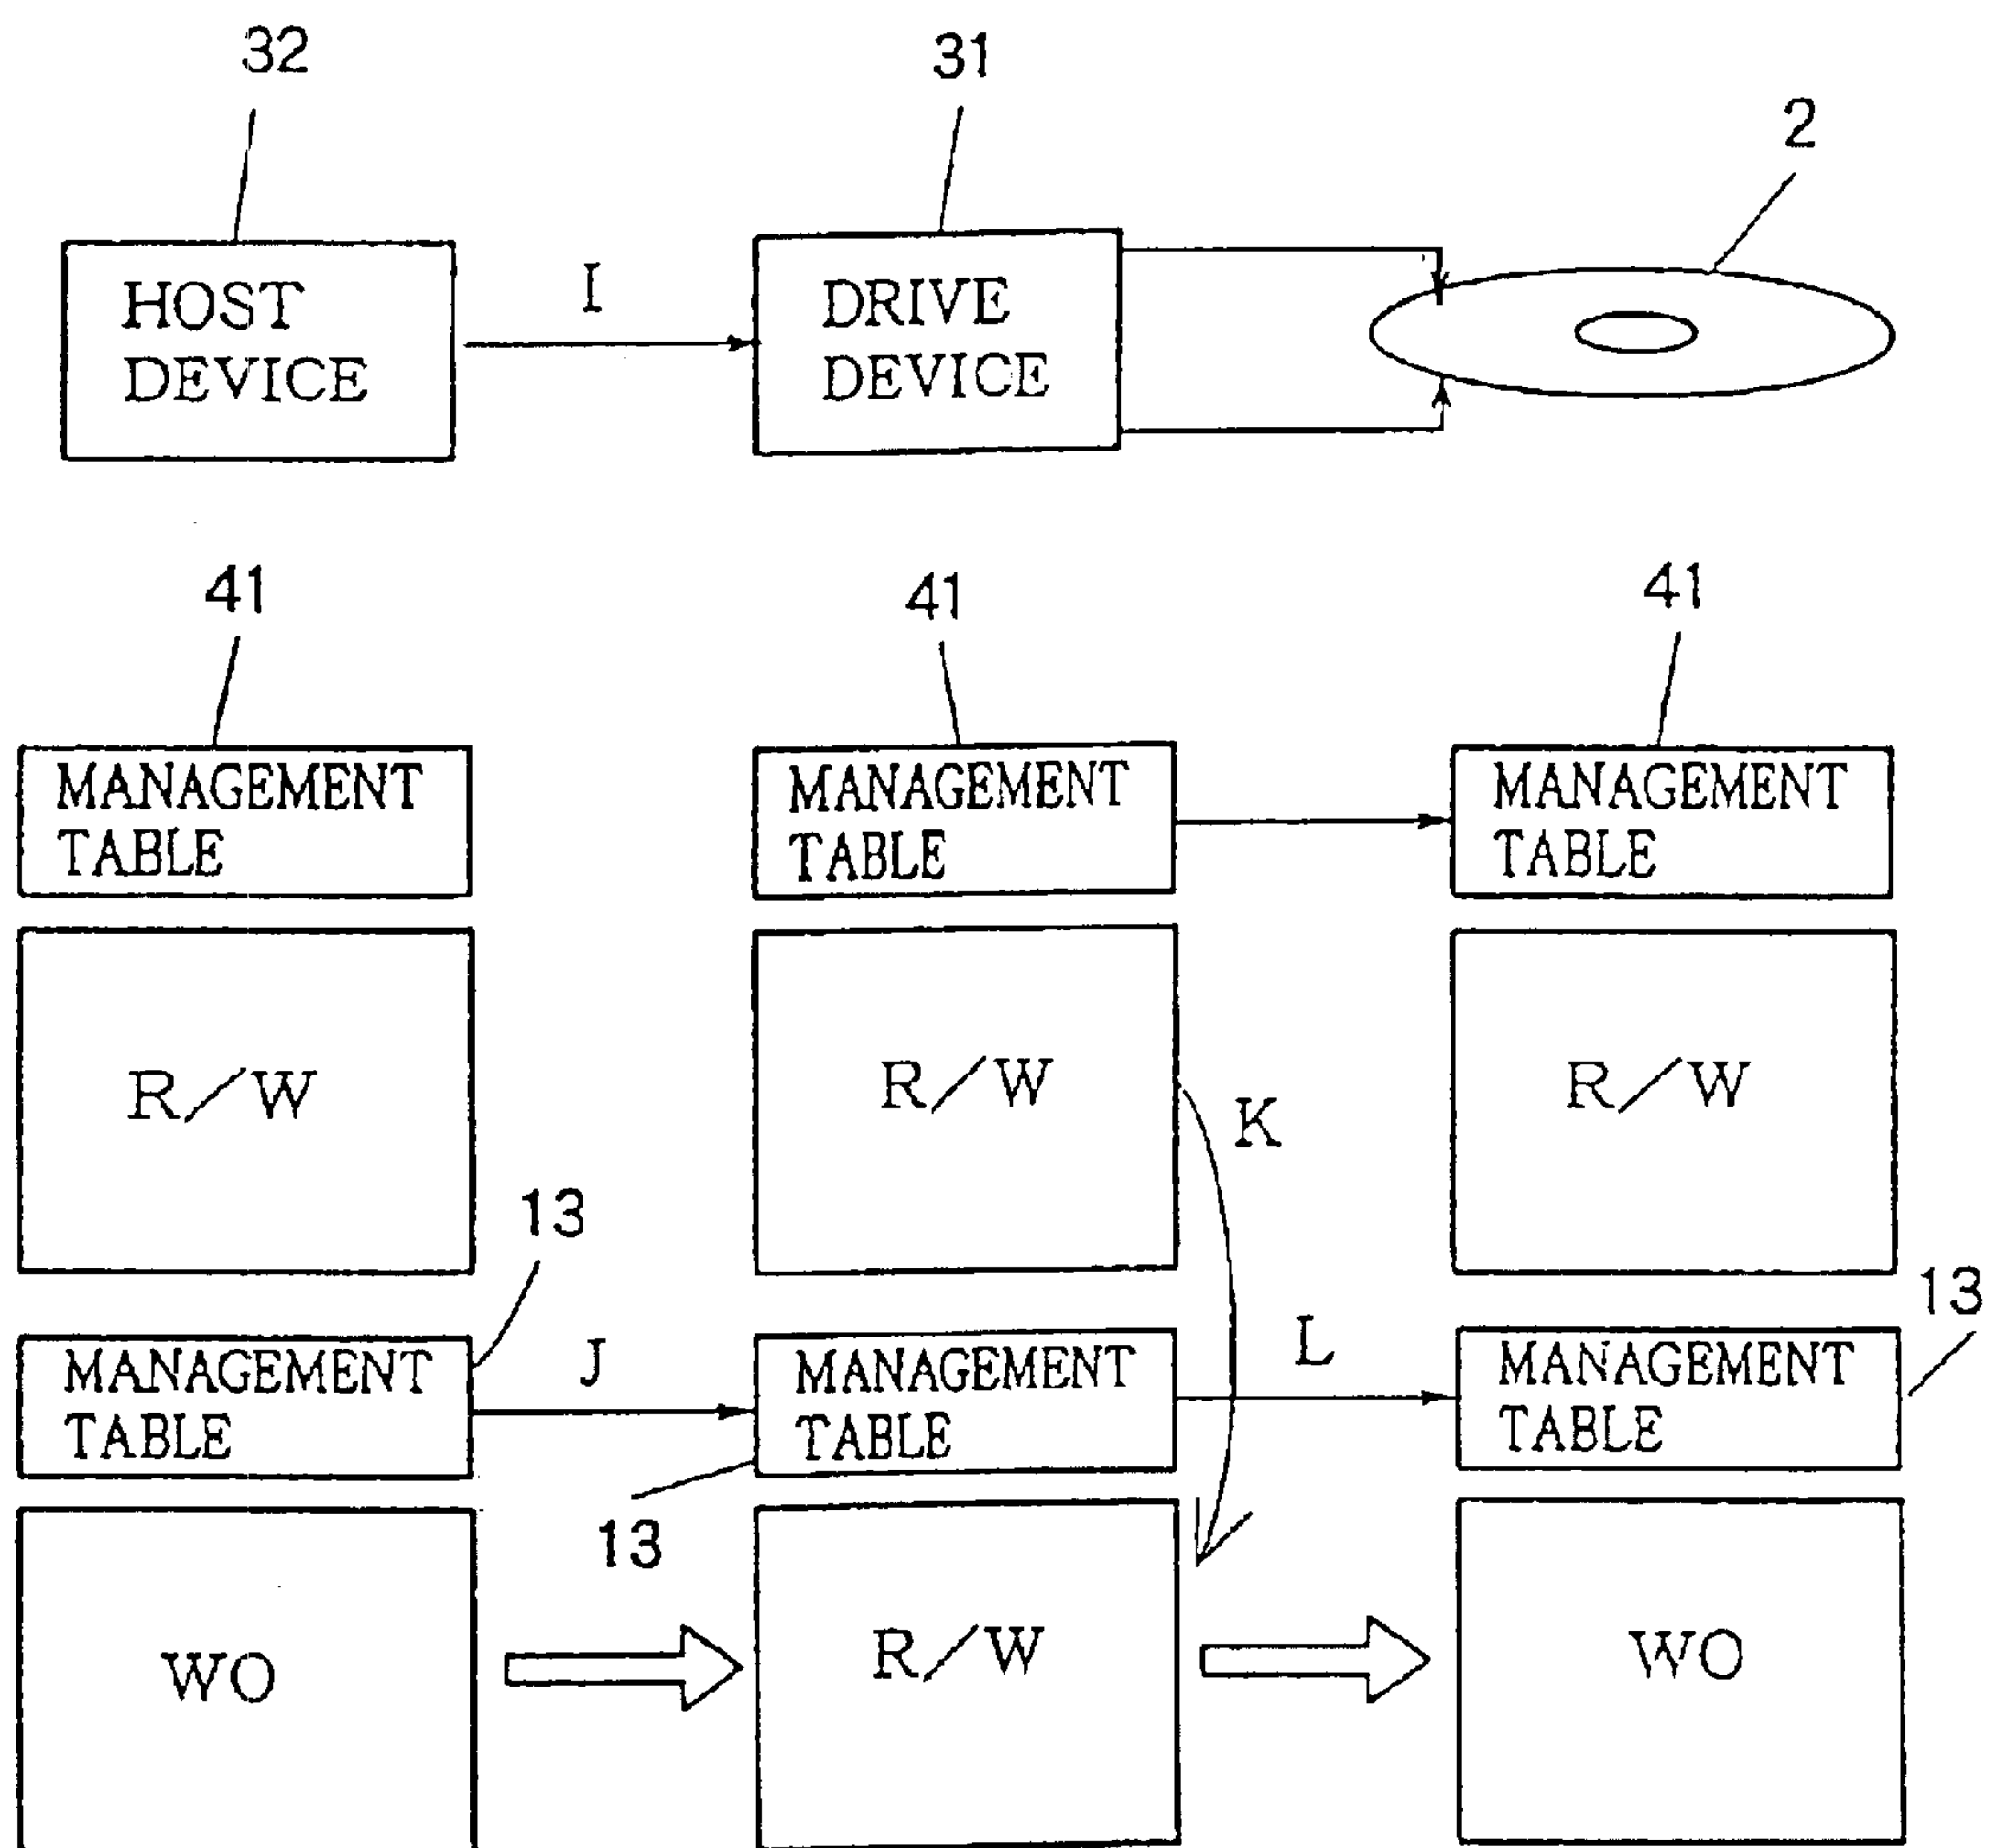 32
31
2
HOST
DEVICE
I
DRIVE
DEVICE
41
41
41
MANAGEMENT
TABLE
MANAGEMENT
TABLE
MANAGEMENT
TABLE
R/W
R/W
R/W
K
13
13
MANAGEMENT
TABLE
J
MANAGEMENT
TABLE
L
MANAGEMENT
TABLE
13
WO
R/W
WO